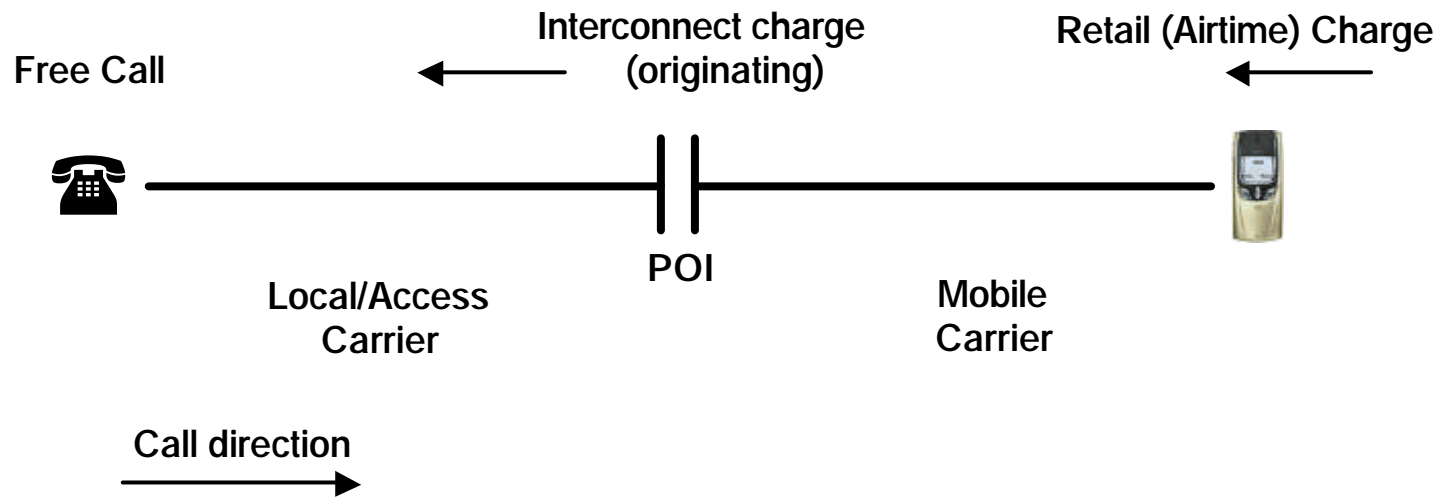 Free Call
Interconnect charge
(originating)
Retail (Airtime) Charge
POI
Local/Access
Carrier
Mobile
Carrier
Call direction